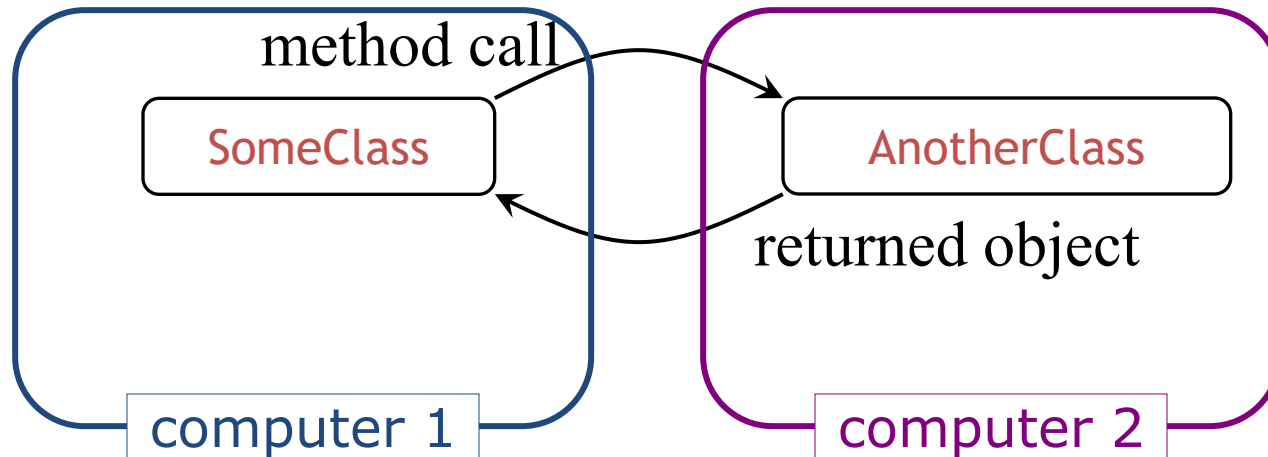 method call
SomeClass
AnotherClass
returned object
computer 1
computer 2